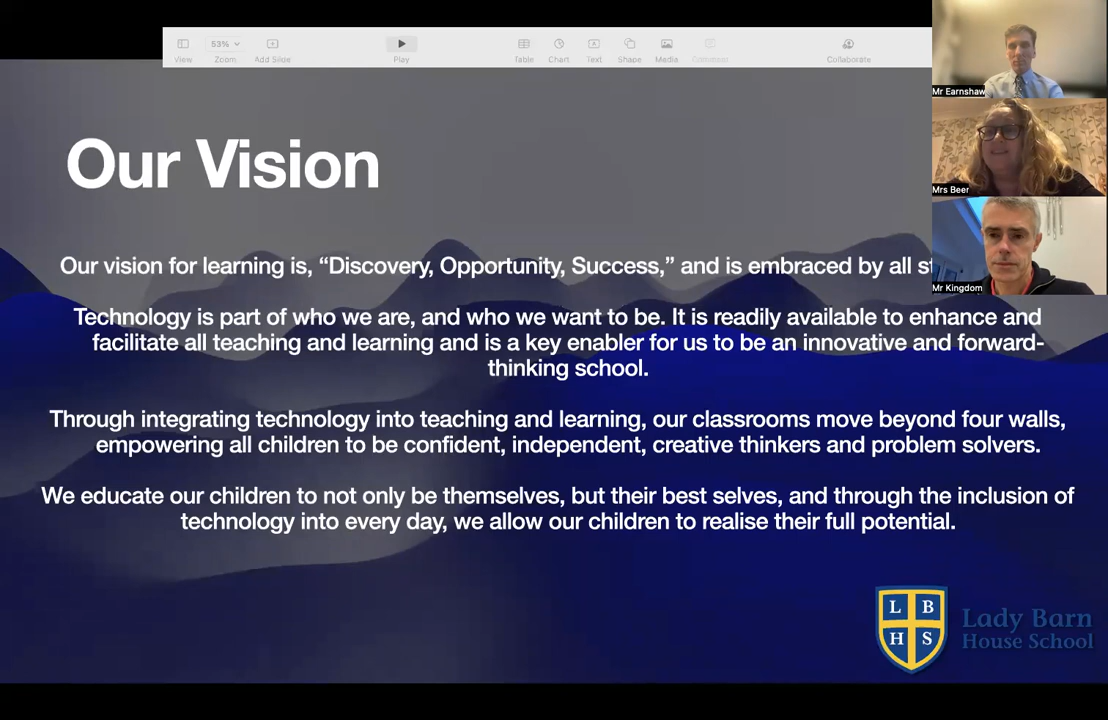 53%
View
Zoom
Add Slide
Play
Table
Chart
Text
Shape
Media
Comment
Collaborate
Mr Earnshaw
Mrs Beer
Mr Kingdom
Our Vision
Our vision for learning is, “Discovery, Opportunity, Success,” and is embraced by all
Technology is part of who we are, and who we want to be. It is readily available to enhance and
facilitate all teaching and learning and is a key enabler for us to be an innovative and forward-
thinking school.
Through integrating technology into teaching and learning, our classrooms move beyond four walls,
empowering all children to be confident, independent, creative thinkers and problem solvers.
We educate our children to not only be themselves, but their best selves, and through the inclusion of
technology into every day, we allow our children to realise their full potential.
L B
H S
Lady Barn
House School